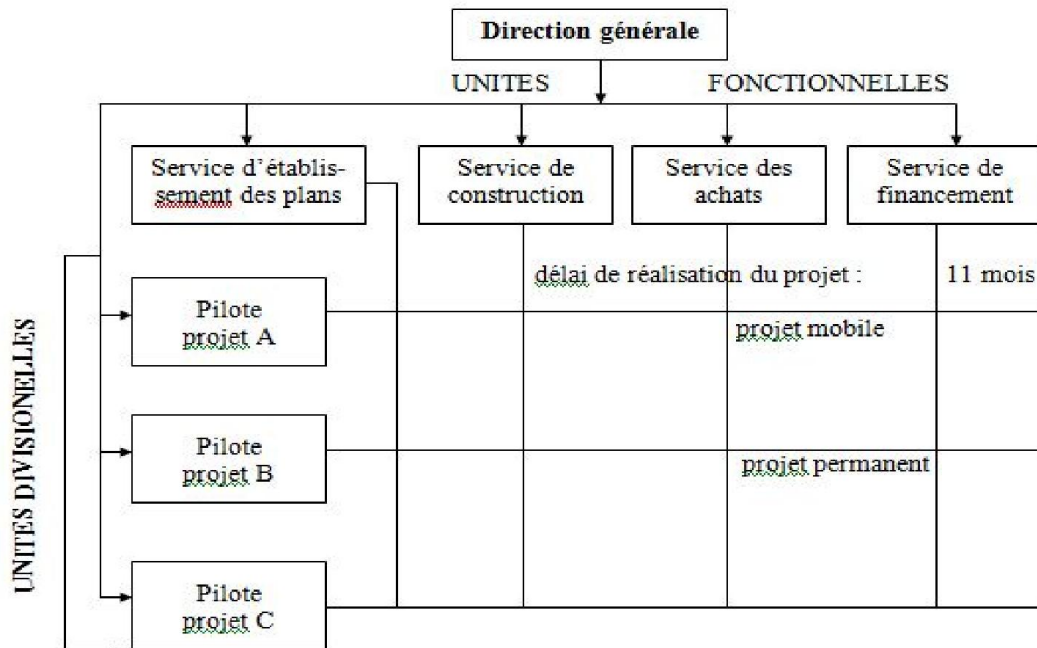 Direction générale
UNITES FONCTIONNELLES
Service d'établis-
sement des plans
Service de
construction
Service des
achats
Service de
financement
délai de réalisation du projet : 11 mois
UNITES DIVISIONELLES
Pilote
projet A
projet mobile
Pilote
projet B
projet permanent
Pilote
projet C